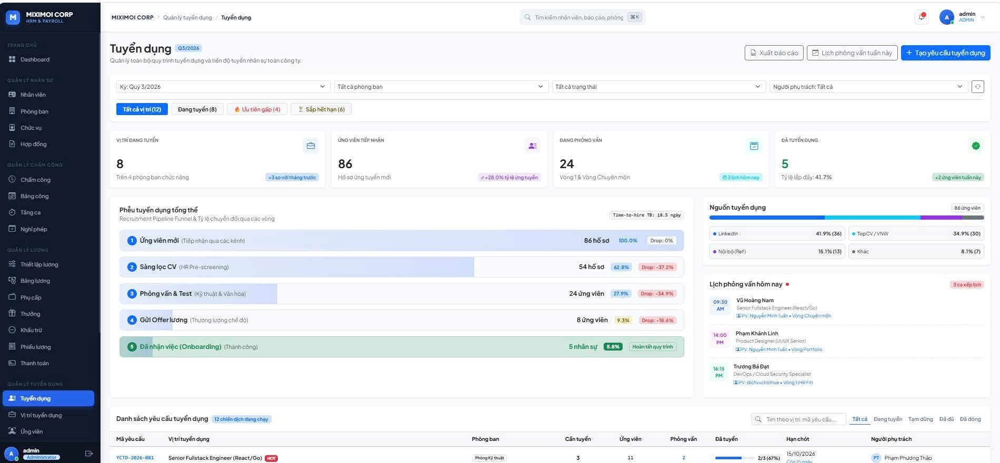 M
MIXIMOI CORP
HRM & PAYROLL
TRANG CHỦ
Dashboard
QUẢN LÝ NHÂN SỰ
Nhân viên
Phòng ban
Chức vụ
Hợp đồng
QUẢN LÝ CHẤM CÔNG
Chấm công
Bảng công
Tăng ca
Nghỉ phép
QUẢN LÝ LƯƠNG
Thiết lập lương
Bảng lương
Phụ cấp
Thưởng
Khấu trừ
Phiếu lương
Thanh toán
QUẢN LÝ TUYỂN DỤNG
Tuyển dụng
Vị trí tuyển dụng
Ứng viên
A admin
Administrator
MIXIMOI CORP > Quản lý tuyển dụng / Tuyển dụng
Tìm kiếm nhân viên, báo cáo, phòng ⌘K
A admin
ADMIN
Tuyển dụng Q3/2026
Quản lý toàn bộ quy trình tuyển dụng và tiến độ tuyển nhân sự toàn công ty.
Xuất báo cáo Lịch phỏng vấn tuần này + Tạo yêu cầu tuyển dụng
Kỳ: Quý 3/2026 Tất cả phòng ban Tất cả trạng thái Người phụ trách: Tất cả
Tất cả vị trí (12) Đang tuyển (8) 🔥 Ưu tiên gấp (4) ⏳ Sắp hết hạn (6)
VỊ TRÍ ĐANG TUYỂN
8
Trên 4 phòng ban chức năng +3 so với tháng trước
ỨNG VIÊN TIẾP NHẬN
86
Hồ sơ ứng tuyển mới ↗ +28.0% tỷ lệ ứng tuyển
ĐANG PHỎNG VẤN
24
Vòng 1 & Vòng Chuyên môn 3 lịch hôm nay
ĐÃ TUYỂN DỤNG
5
Tỷ lệ lấp đầy: 41.7% +2 ứng viên tuần này
Phễu tuyển dụng tổng thể
Recruitment Pipeline Funnel & Tỷ lệ chuyển đổi qua các vòng
Time-to-hire TB: 18.5 ngày
1 Ứng viên mới (Tiếp nhận qua các kênh) 86 hồ sơ 100.0% Drop: 0%
2 Sàng lọc CV (HR Pre-screening) 54 hồ sơ 62.8% Drop: -37.2%
3 Phỏng vấn & Test (Kỹ thuật & Văn hóa) 24 ứng viên 27.9% Drop: -34.9%
4 Gửi Offer lương (Thương lượng chế độ) 8 ứng viên 9.3% Drop: -18.6%
5 Đã nhận việc (Onboarding) (Thành công) 5 nhân sự 5.8% Hoàn tất quy trình
Nguồn tuyển dụng 86 ứng viên
LinkedIn 41.9% (36) TopCV / VNW 34.9% (30)
Nội bộ (Ref) 15.1% (13) Khác 8.1% (7)
Lịch phỏng vấn hôm nay 3 ca xếp lịch
09:30 AM
Vũ Hoàng Nam
Senior Fullstack Engineer (React/Go)
PV: Nguyễn Minh Tuấn • Vòng Chuyên môn
14:00 PM
Phạm Khánh Linh
Product Designer (UI/UX Senior)
PV: Nguyễn Minh Tuấn • Vòng Portfolio
16:15 PM
Trương Bá Đạt
DevOps / Cloud Security Specialist
PV: dichvuchothue • Vòng 1 (HR Fit)
Danh sách yêu cầu tuyển dụng 12 chiến dịch đang chạy
Tìm theo vị trí, mã yêu cầu... Tất cả Đang tuyển Tạm dừng Đã đủ Đã đóng
Mã yêu cầu Vị trí tuyển dụng Phòng ban Cần tuyển Ứng viên Phỏng vấn Đã tuyển Hạn chót Người phụ trách
YCTD-2026-081 Senior Fullstack Engineer (React/Go) HOT Phòng Kỹ thuật 3 11 2 2/3 (67%) 15/10/2026 PT Phạm Phương Thảo
Còn 15 ngày